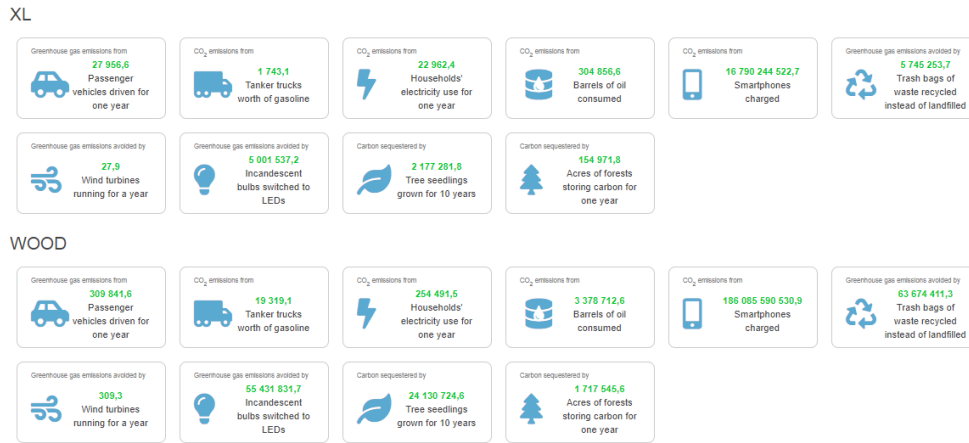 XL
Greenhouse gas emissions from
27 956,6
Passenger
vehicles driven for
one year
CO2 emissions from
1 743,1
Tanker trucks
worth of gasoline
CO2 emissions from
22 962,4
Households'
electricity use for
one year
CO2 emissions from
304 856,6
Barrels of oil
consumed
CO2 emissions from
16 790 244 522,7
Smartphones
charged
Greenhouse gas emissions avoided by
5 745 253,7
Trash bags of
waste recycled
instead of landfilled
Greenhouse gas emissions avoided by
27,9
Wind turbines
running for a year
Greenhouse gas emissions avoided by
5 001 537,2
Incandescent
bulbs switched to
LEDs
Carbon sequestered by
2 177 281,8
Tree seedlings
grown for 10 years
Carbon sequestered by
154 971,8
Acres of forests
storing carbon for
one year
WOOD
Greenhouse gas emissions from
309 841,6
Passenger
vehicles driven for
one year
CO2 emissions from
19 319,1
Tanker trucks
worth of gasoline
CO2 emissions from
254 491,5
Households'
electricity use for
one year
CO2 emissions from
3 378 712,6
Barrels of oil
consumed
CO2 emissions from
186 085 590 530,9
Smartphones
charged
Greenhouse gas emissions avoided by
63 674 411,3
Trash bags of
waste recycled
instead of landfilled
Greenhouse gas emissions avoided by
309,3
Wind turbines
running for a year
Greenhouse gas emissions avoided by
55 431 831,7
Incandescent
bulbs switched to
LEDs
Carbon sequestered by
24 130 724,6
Tree seedlings
grown for 10 years
Carbon sequestered by
1 717 545,6
Acres of forests
storing carbon for
one year